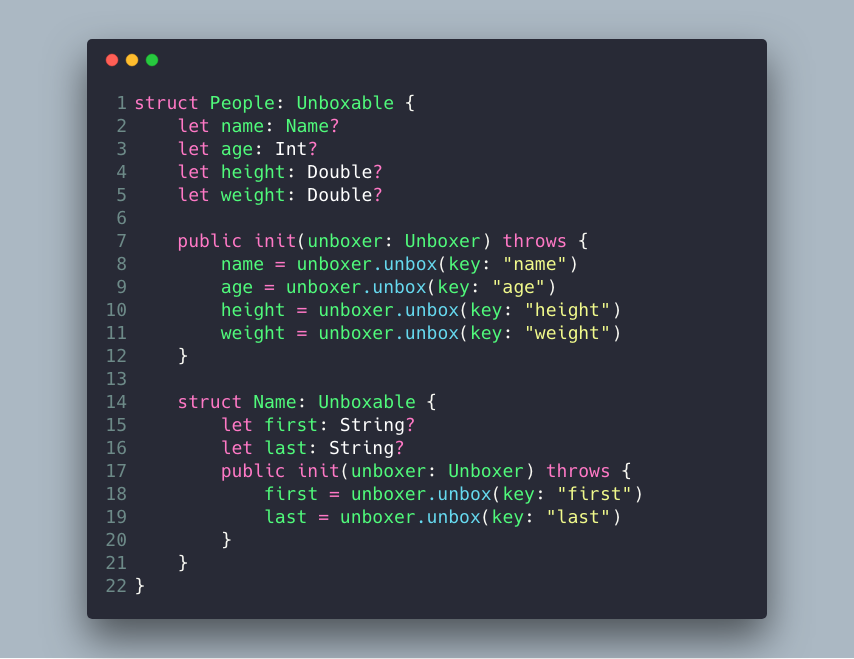 1 struct People: Unboxable {
2     let name: Name?
3     let age: Int?
4     let height: Double?
5     let weight: Double?
6
7     public init(unboxer: Unboxer) throws {
8         name = unboxer.unbox(key: "name")
9         age = unboxer.unbox(key: "age")
10         height = unboxer.unbox(key: "height")
11         weight = unboxer.unbox(key: "weight")
12     }
13
14     struct Name: Unboxable {
15         let first: String?
16         let last: String?
17         public init(unboxer: Unboxer) throws {
18             first = unboxer.unbox(key: "first")
19             last = unboxer.unbox(key: "last")
20         }
21     }
22 }